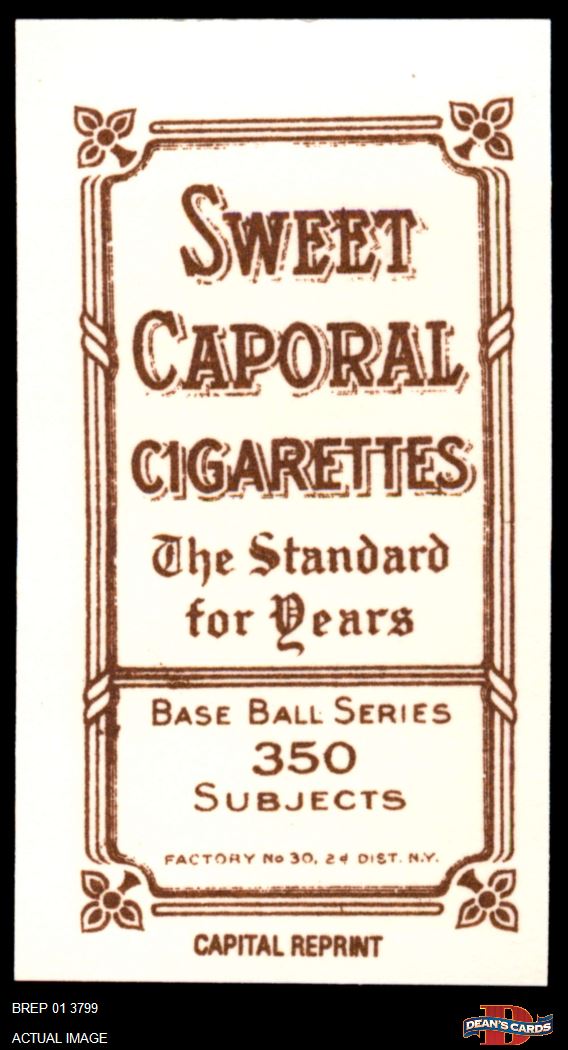 SWEET
CAPORAL
CIGARETTES
The Standard
for Years
BASE BALL SERIES
350
SUBJECTS
FACTORY No 30, 2d DIST. N.Y.
CAPITAL REPRINT
BREP 01 3799
ACTUAL IMAGE
D
DEAN'S CARDS